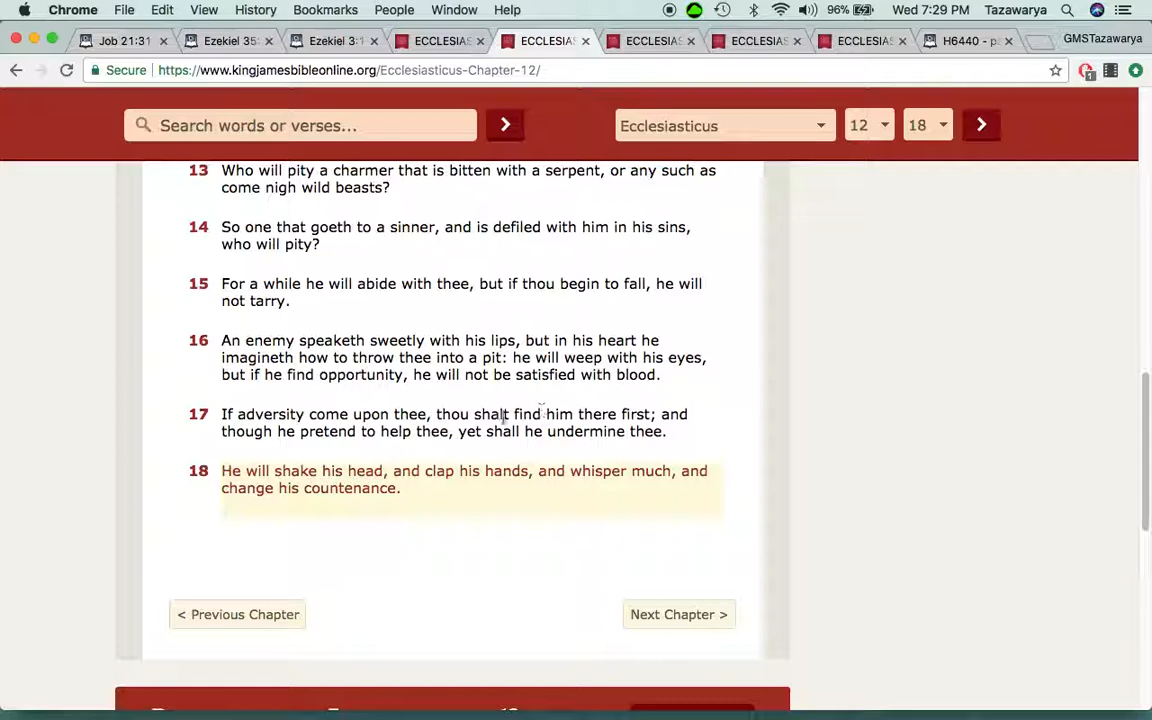 Chrome File Edit View History Bookmarks People Window Help 96% Wed 7:29 PM Tazawarya
Job 21:31 Ezekiel 35: Ezekiel 3:1 ECCLESIAS ECCLESIAS ECCLESIAS ECCLESIAS ECCLESIAS H6440 - p GMSTazawarya
Secure https://www.kingjamesbibleonline.org/Ecclesiasticus-Chapter-12/
Search words or verses... Ecclesiasticus 12 18
13 Who will pity a charmer that is bitten with a serpent, or any such as
come nigh wild beasts?
14 So one that goeth to a sinner, and is defiled with him in his sins,
who will pity?
15 For a while he will abide with thee, but if thou begin to fall, he will
not tarry.
16 An enemy speaketh sweetly with his lips, but in his heart he
imagineth how to throw thee into a pit: he will weep with his eyes,
but if he find opportunity, he will not be satisfied with blood.
17 If adversity come upon thee, thou shalt find him there first; and
though he pretend to help thee, yet shall he undermine thee.
18 He will shake his head, and clap his hands, and whisper much, and
change his countenance.
< Previous Chapter Next Chapter >